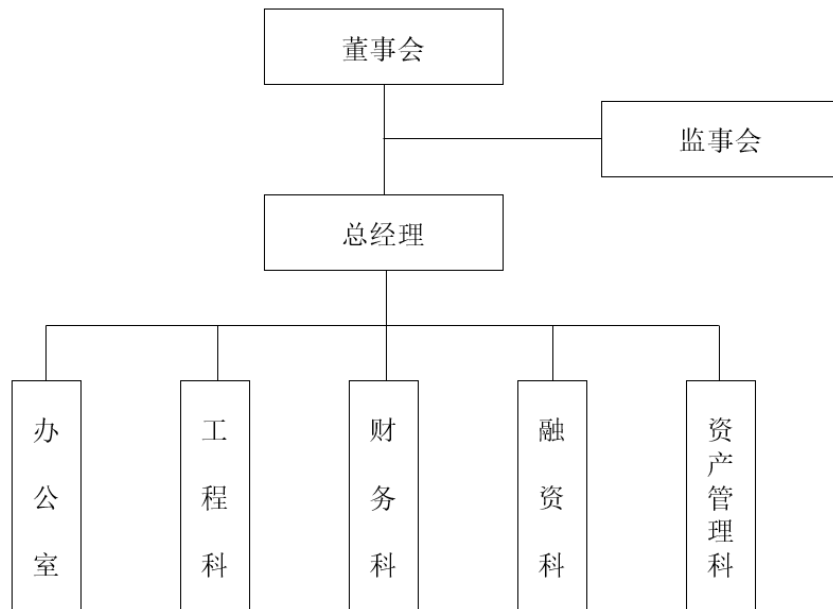 董事会
监事会
总经理
办公室
工程科
财务科
融资科
资产管理科